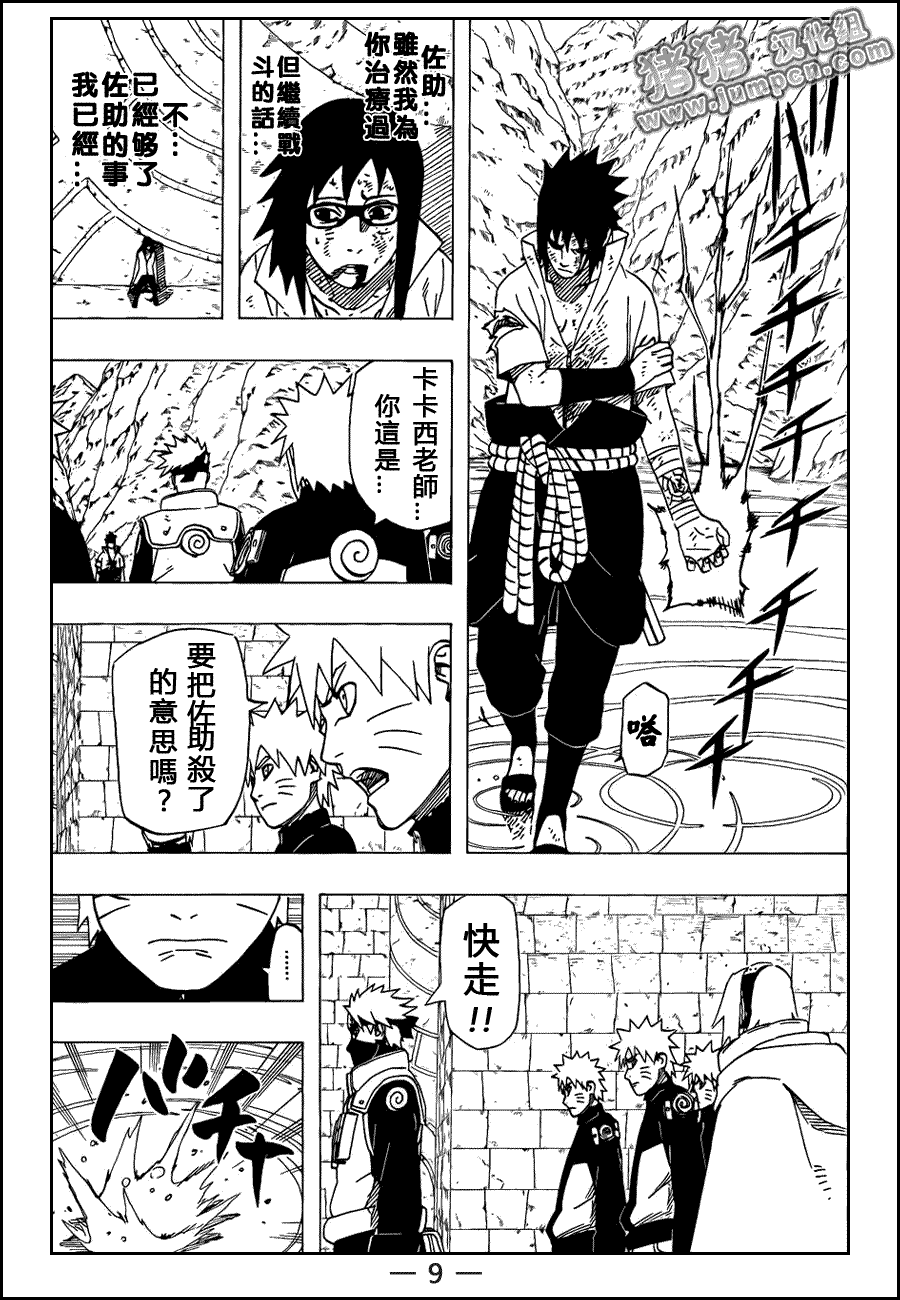 猪猪 汉化组
www.jumpcn.com
チチチチチチチチ
嗒
佐助…
雖然我為
你治療過
但繼續戰
斗的話…
不…
已經够了
佐助的事
我已經…
卡卡西老師…
你這是…
要把佐助殺了
的意思嗎？
快走!!
……
バチチ
— 9 —